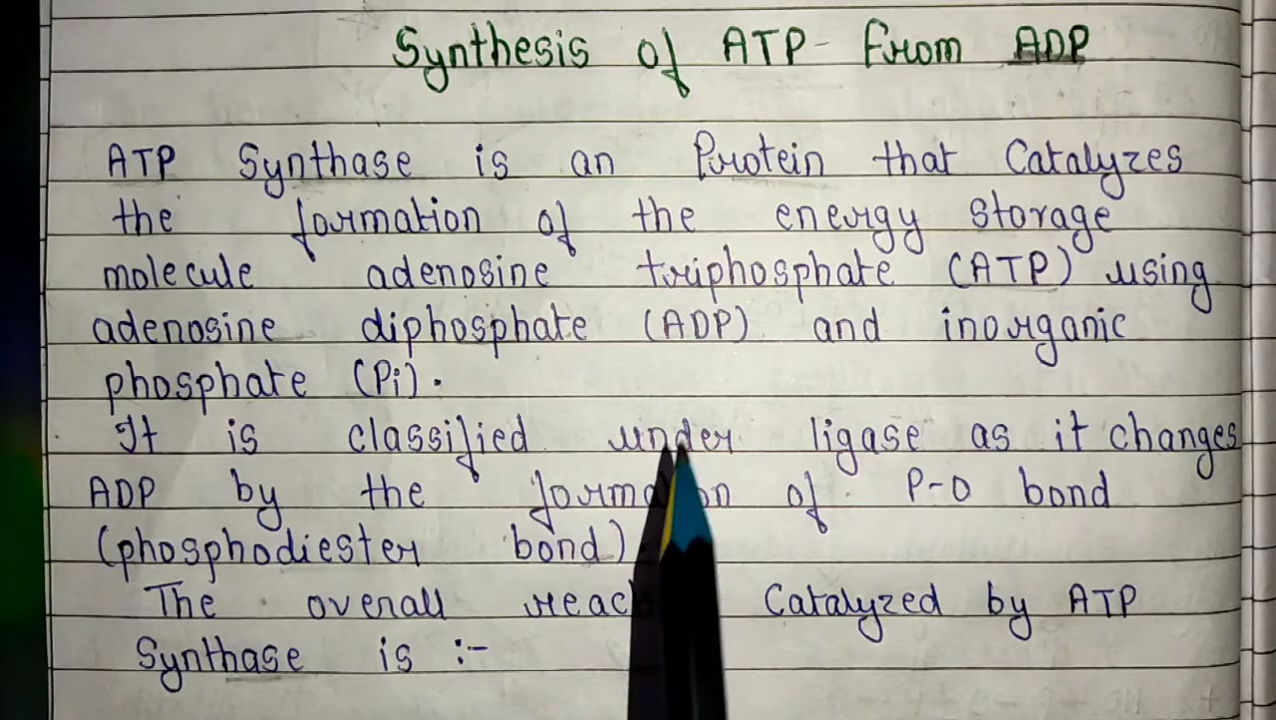 Synthesis of ATP- From ADP
ATP Synthase is an Protein that Catalyzes
the formation of the energy storage
molecule adenosine triphosphate (ATP) using
adenosine diphosphate (ADP) and inorganic
phosphate (Pi).
It is classified under ligase as it changes
ADP by the of P-O bond
(phosphodiester bond)
The overall Catalyzed by ATP
Synthase is :-